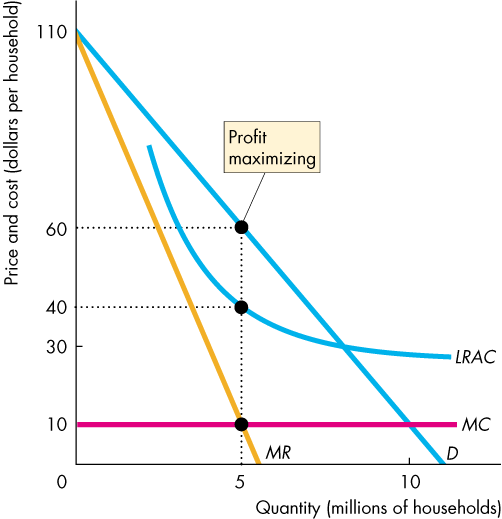 Price and cost (dollars per household)
110
60
40
30
10
0
Profit
maximizing
LRAC
MC
MR
D
5
10
Quantity (millions of households)